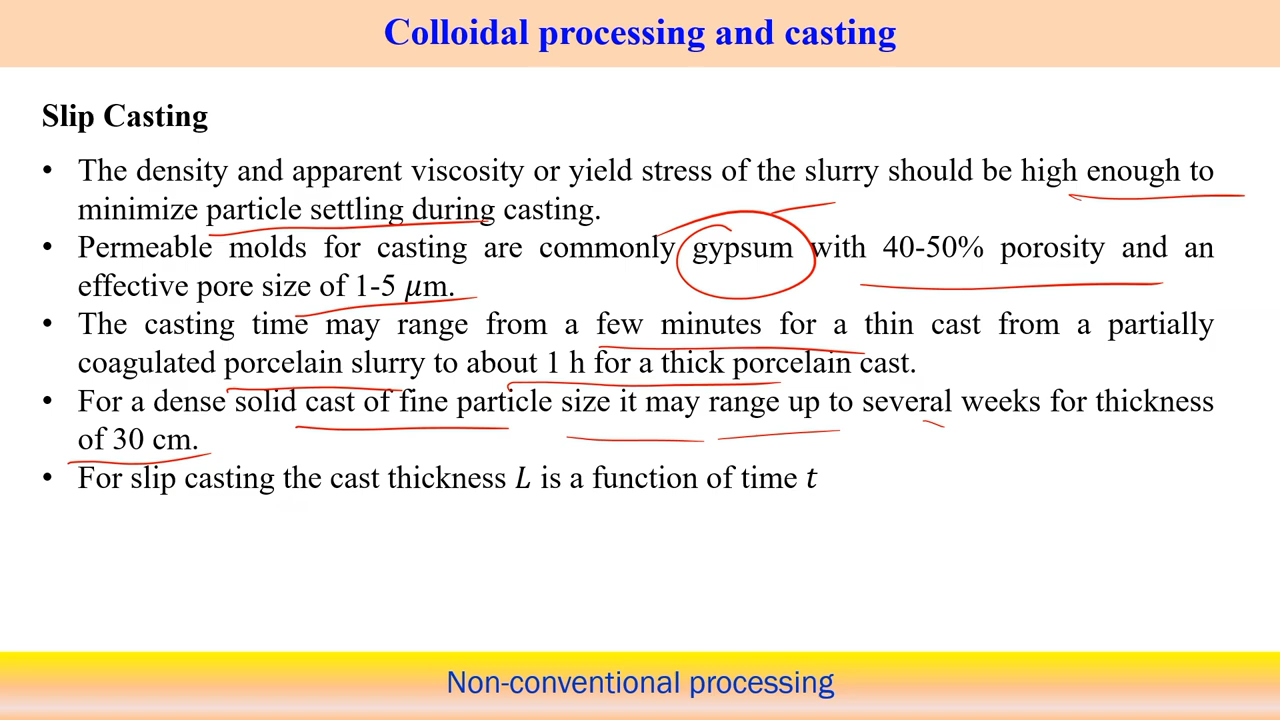 Colloidal processing and casting
Slip Casting
• The density and apparent viscosity or yield stress of the slurry should be high enough to
minimize particle settling during casting.
• Permeable molds for casting are commonly gypsum with 40-50% porosity and an
effective pore size of 1-5 𝜇m.
• The casting time may range from a few minutes for a thin cast from a partially
coagulated porcelain slurry to about 1 h for a thick porcelain cast.
• For a dense solid cast of fine particle size it may range up to several weeks for thickness
of 30 cm.
• For slip casting the cast thickness 𝐿 is a function of time 𝑡
Non-conventional processing